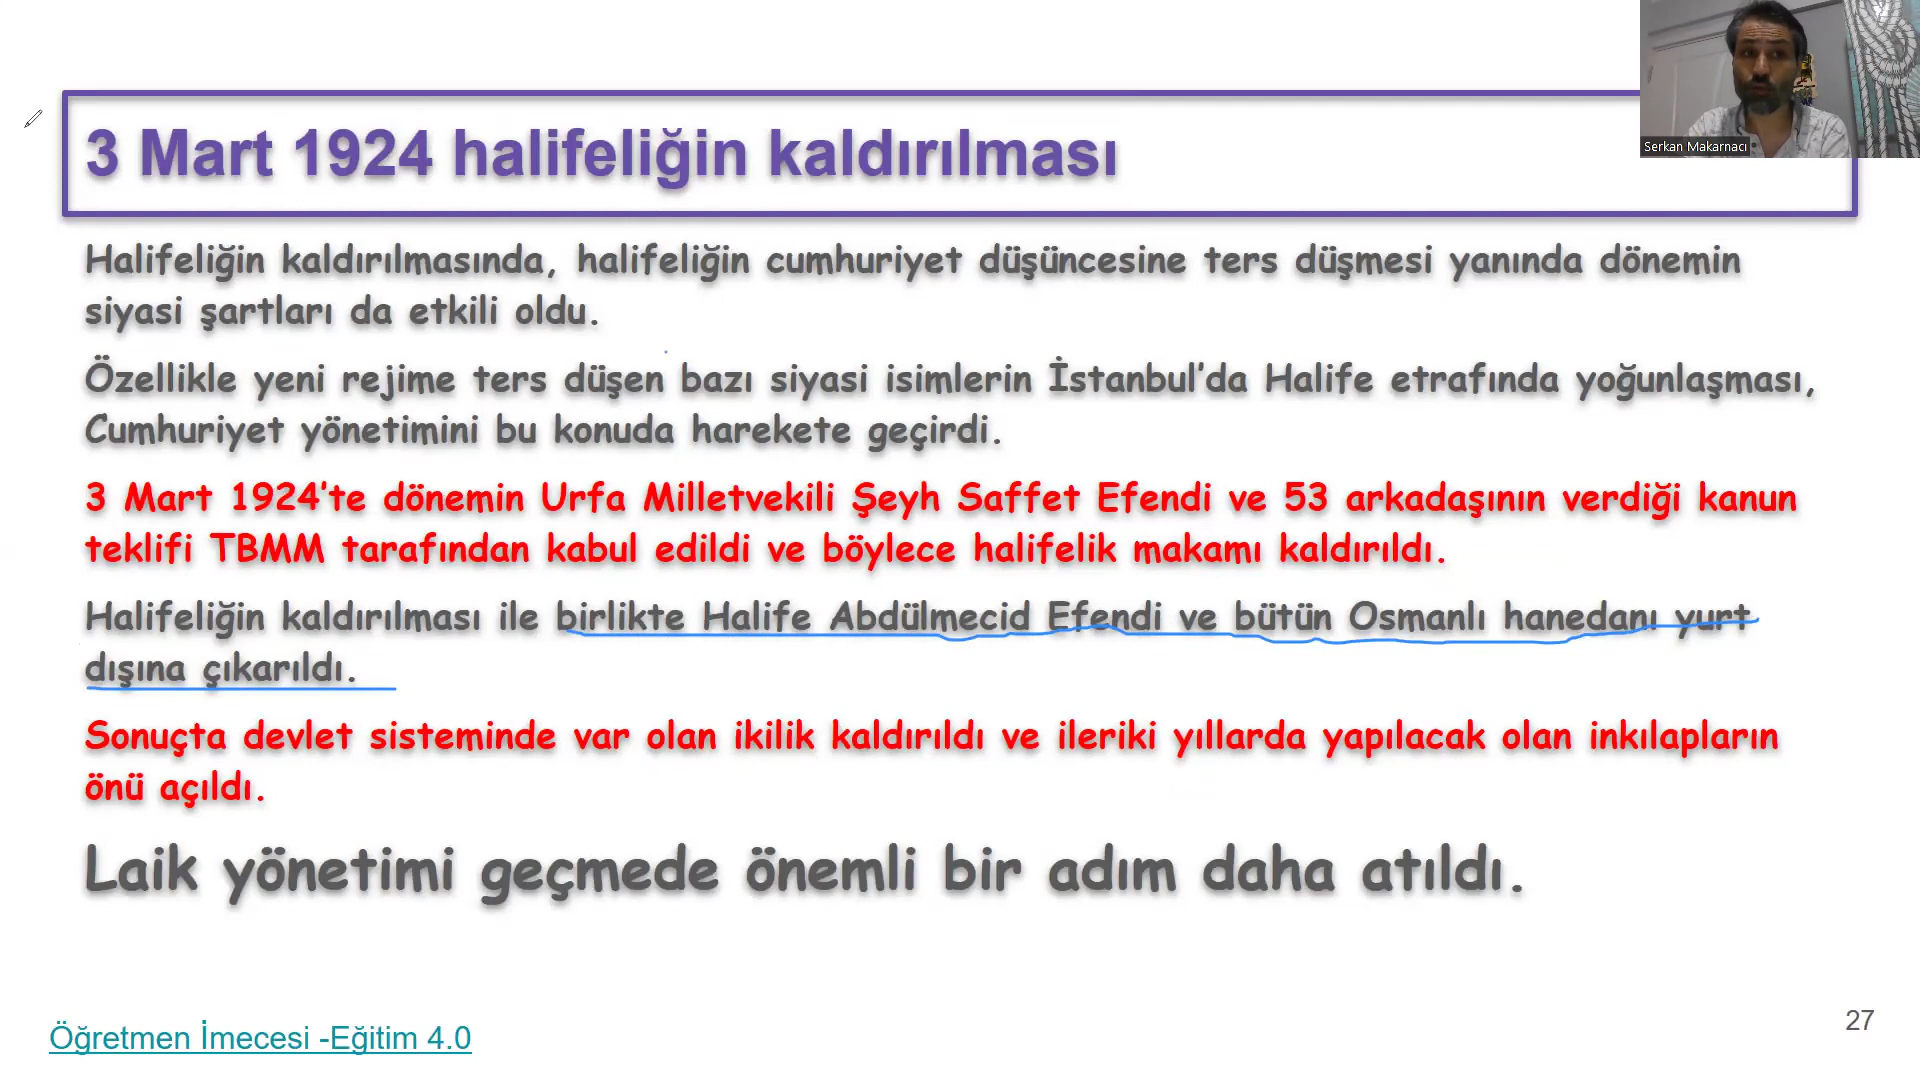 3 Mart 1924 halifeliğin kaldırılması
Serkan Makarnacı
Halifeliğin kaldırılmasında, halifeliğin cumhuriyet düşüncesine ters düşmesi yanında dönemin
siyasi şartları da etkili oldu.
Özellikle yeni rejime ters düşen bazı siyasi isimlerin İstanbul'da Halife etrafında yoğunlaşması,
Cumhuriyet yönetimini bu konuda harekete geçirdi.
3 Mart 1924'te dönemin Urfa Milletvekili Şeyh Saffet Efendi ve 53 arkadaşının verdiği kanun
teklifi TBMM tarafından kabul edildi ve böylece halifelik makamı kaldırıldı.
Halifeliğin kaldırılması ile birlikte Halife Abdülmecid Efendi ve bütün Osmanlı hanedanı yurt
dışına çıkarıldı.
Sonuçta devlet sisteminde var olan ikilik kaldırıldı ve ileriki yıllarda yapılacak olan inkılapların
önü açıldı.
Laik yönetimi geçmede önemli bir adım daha atıldı.
Öğretmen İmecesi -Eğitim 4.0
27